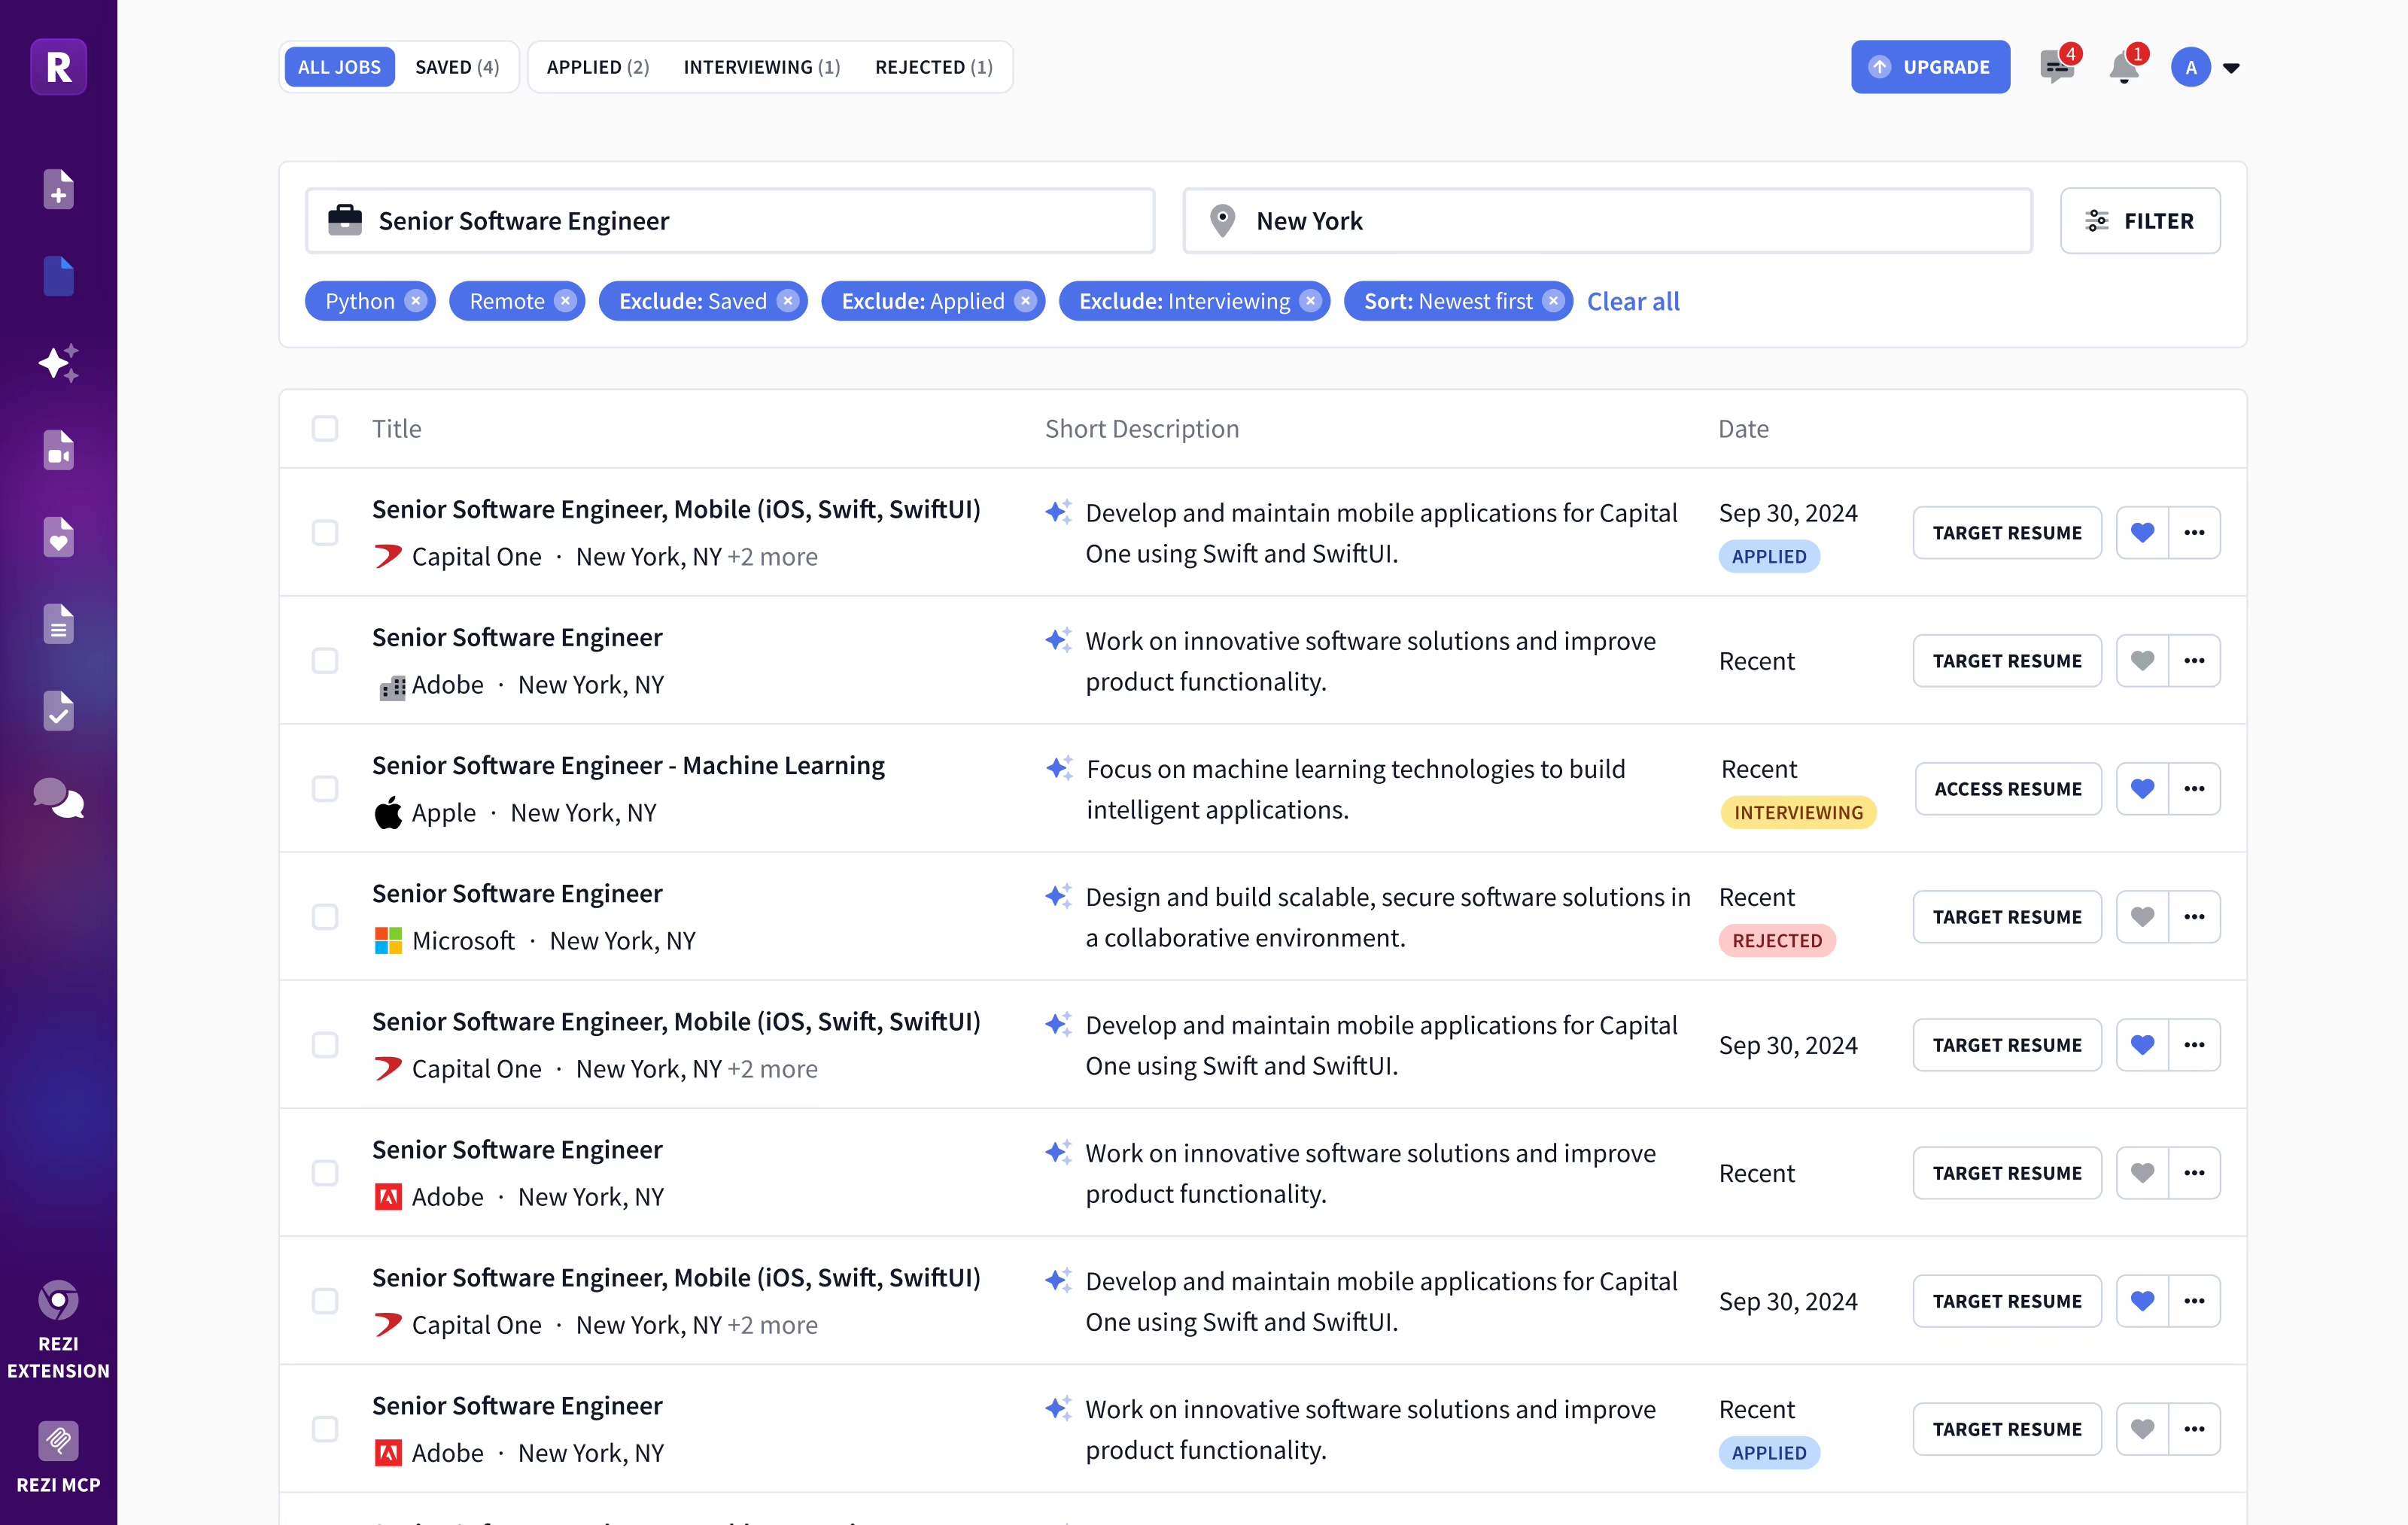 R
ALL JOBS SAVED (4) APPLIED (2) INTERVIEWING (1) REJECTED (1) UPGRADE 4 1 A
Senior Software Engineer New York FILTER
Python Remote Exclude: Saved Exclude: Applied Exclude: Interviewing Sort: Newest first Clear all
Title Short Description Date
Senior Software Engineer, Mobile (iOS, Swift, SwiftUI)
Capital One · New York, NY +2 more
Develop and maintain mobile applications for Capital
One using Swift and SwiftUI.
Sep 30, 2024
APPLIED
TARGET RESUME
Senior Software Engineer
Adobe · New York, NY
Work on innovative software solutions and improve
product functionality.
Recent
TARGET RESUME
Senior Software Engineer - Machine Learning
Apple · New York, NY
Focus on machine learning technologies to build
intelligent applications.
Recent
INTERVIEWING
ACCESS RESUME
Senior Software Engineer
Microsoft · New York, NY
Design and build scalable, secure software solutions in
a collaborative environment.
Recent
REJECTED
TARGET RESUME
Senior Software Engineer, Mobile (iOS, Swift, SwiftUI)
Capital One · New York, NY +2 more
Develop and maintain mobile applications for Capital
One using Swift and SwiftUI.
Sep 30, 2024
TARGET RESUME
Senior Software Engineer
Adobe · New York, NY
Work on innovative software solutions and improve
product functionality.
Recent
TARGET RESUME
Senior Software Engineer, Mobile (iOS, Swift, SwiftUI)
Capital One · New York, NY +2 more
Develop and maintain mobile applications for Capital
One using Swift and SwiftUI.
Sep 30, 2024
TARGET RESUME
Senior Software Engineer
Adobe · New York, NY
Work on innovative software solutions and improve
product functionality.
Recent
APPLIED
TARGET RESUME
REZI
EXTENSION
REZI MCP